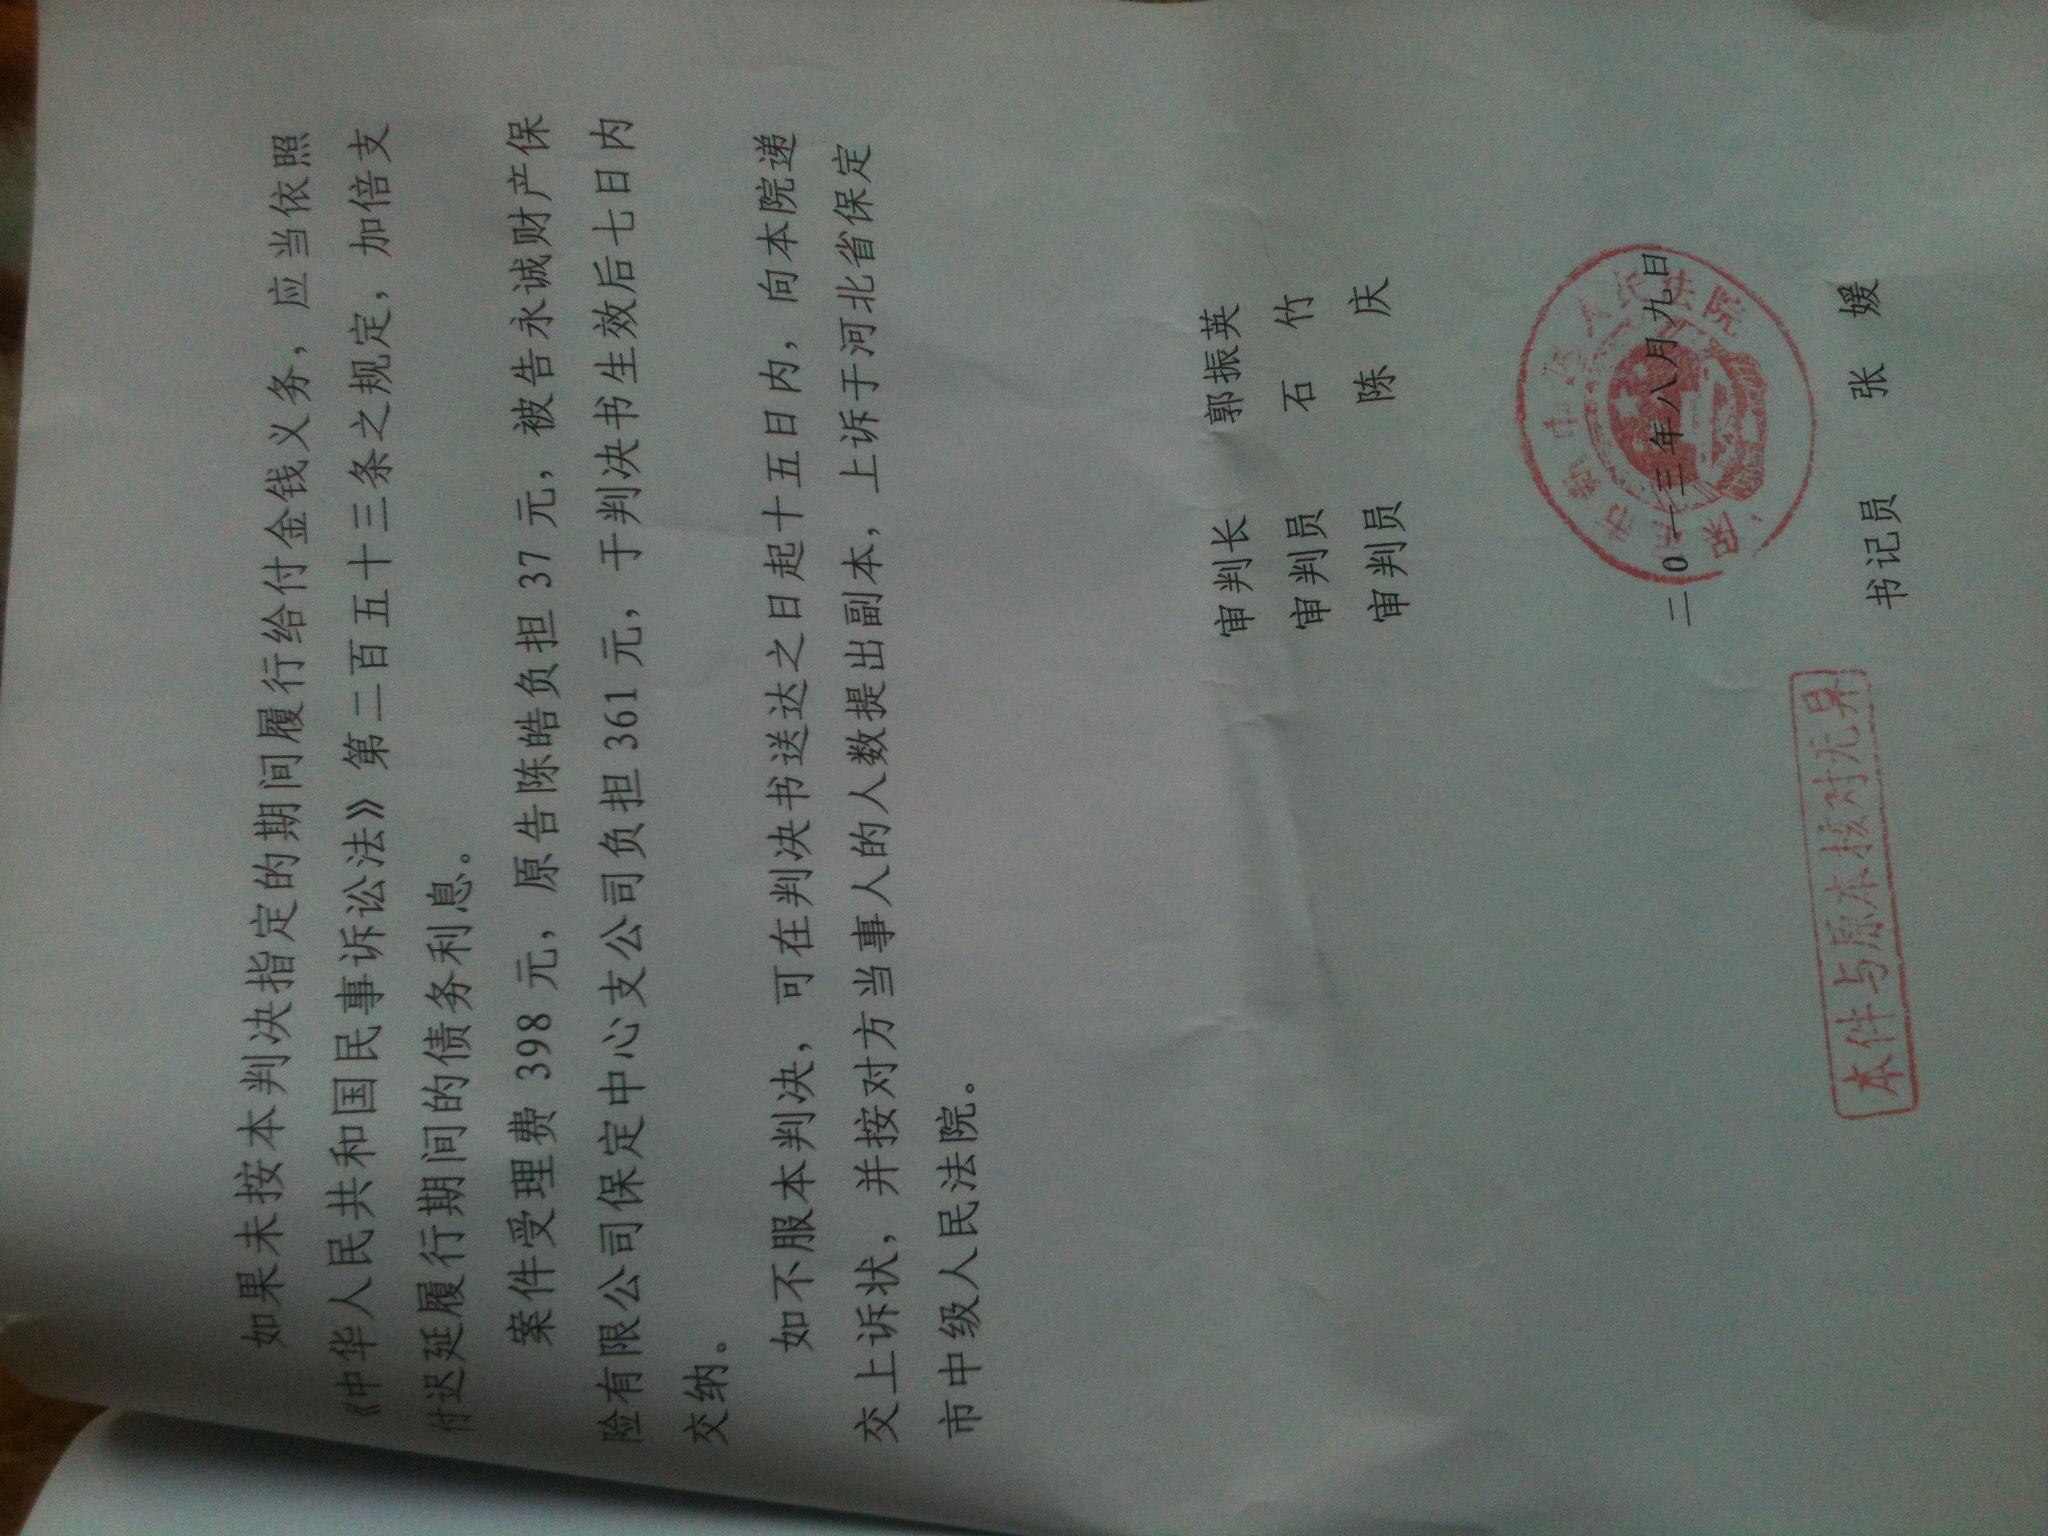 如果未按本判决指定的期间履行给付金钱义务，应当依照
《中华人民共和国民事诉讼法》第二百五十三条之规定，加倍支
付迟延履行期间的债务利息。
案件受理费 398 元，原告陈皓负担 37 元，被告永诚财产保
险有限公司保定中心支公司负担 361 元，于判决书生效后七日内
交纳。
如不服本判决，可在判决书送达之日起十五日内，向本院递
交上诉状，并按对方当事人的人数提出副本，上诉于河北省保定
市中级人民法院。
审判长 郭振英
审判员 石 竹
审判员 陈 庆
保定市新市区人民法院
二0一三年八月九日
本件与原本核对无异
书记员 张 媛